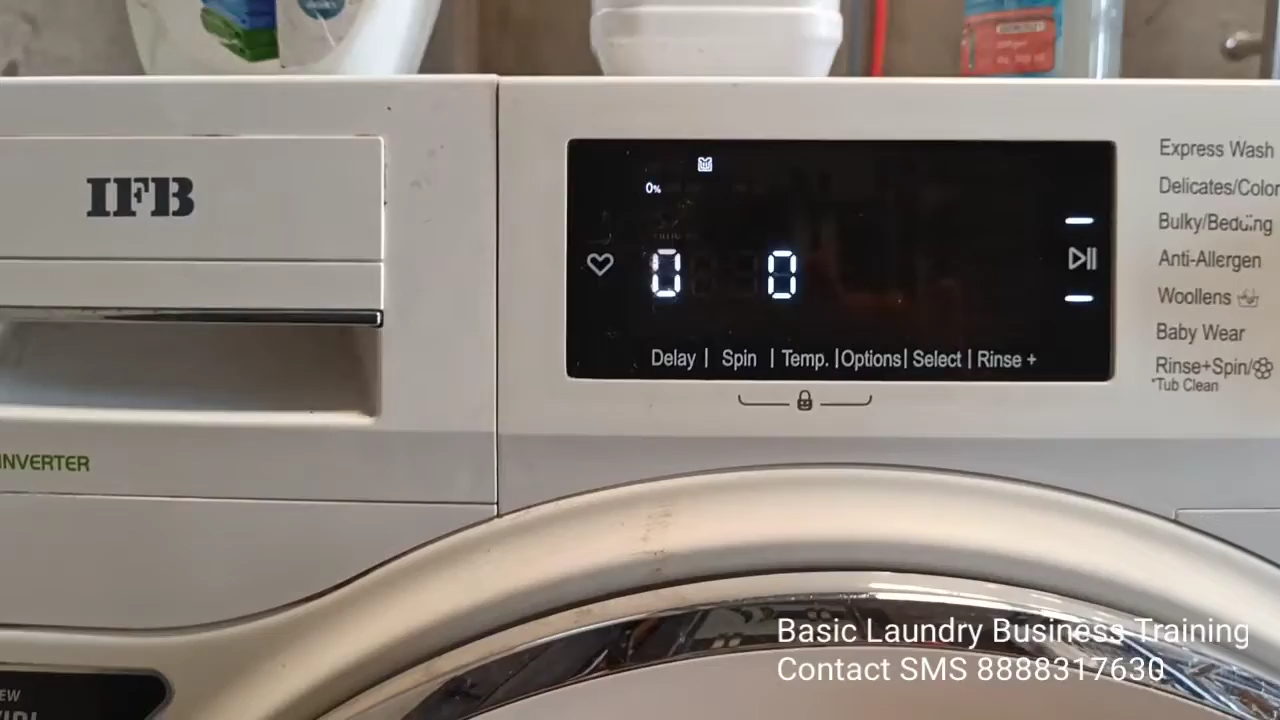 IFB
INVERTER
0%
0 0
Delay | Spin | Temp. | Options | Select | Rinse +
Express Wash
Delicates/Color
Bulky/Bedding
Anti-Allergen
Woollens
Baby Wear
Rinse+Spin/
*Tub Clean
Basic Laundry Business Training
Contact SMS 8888317630